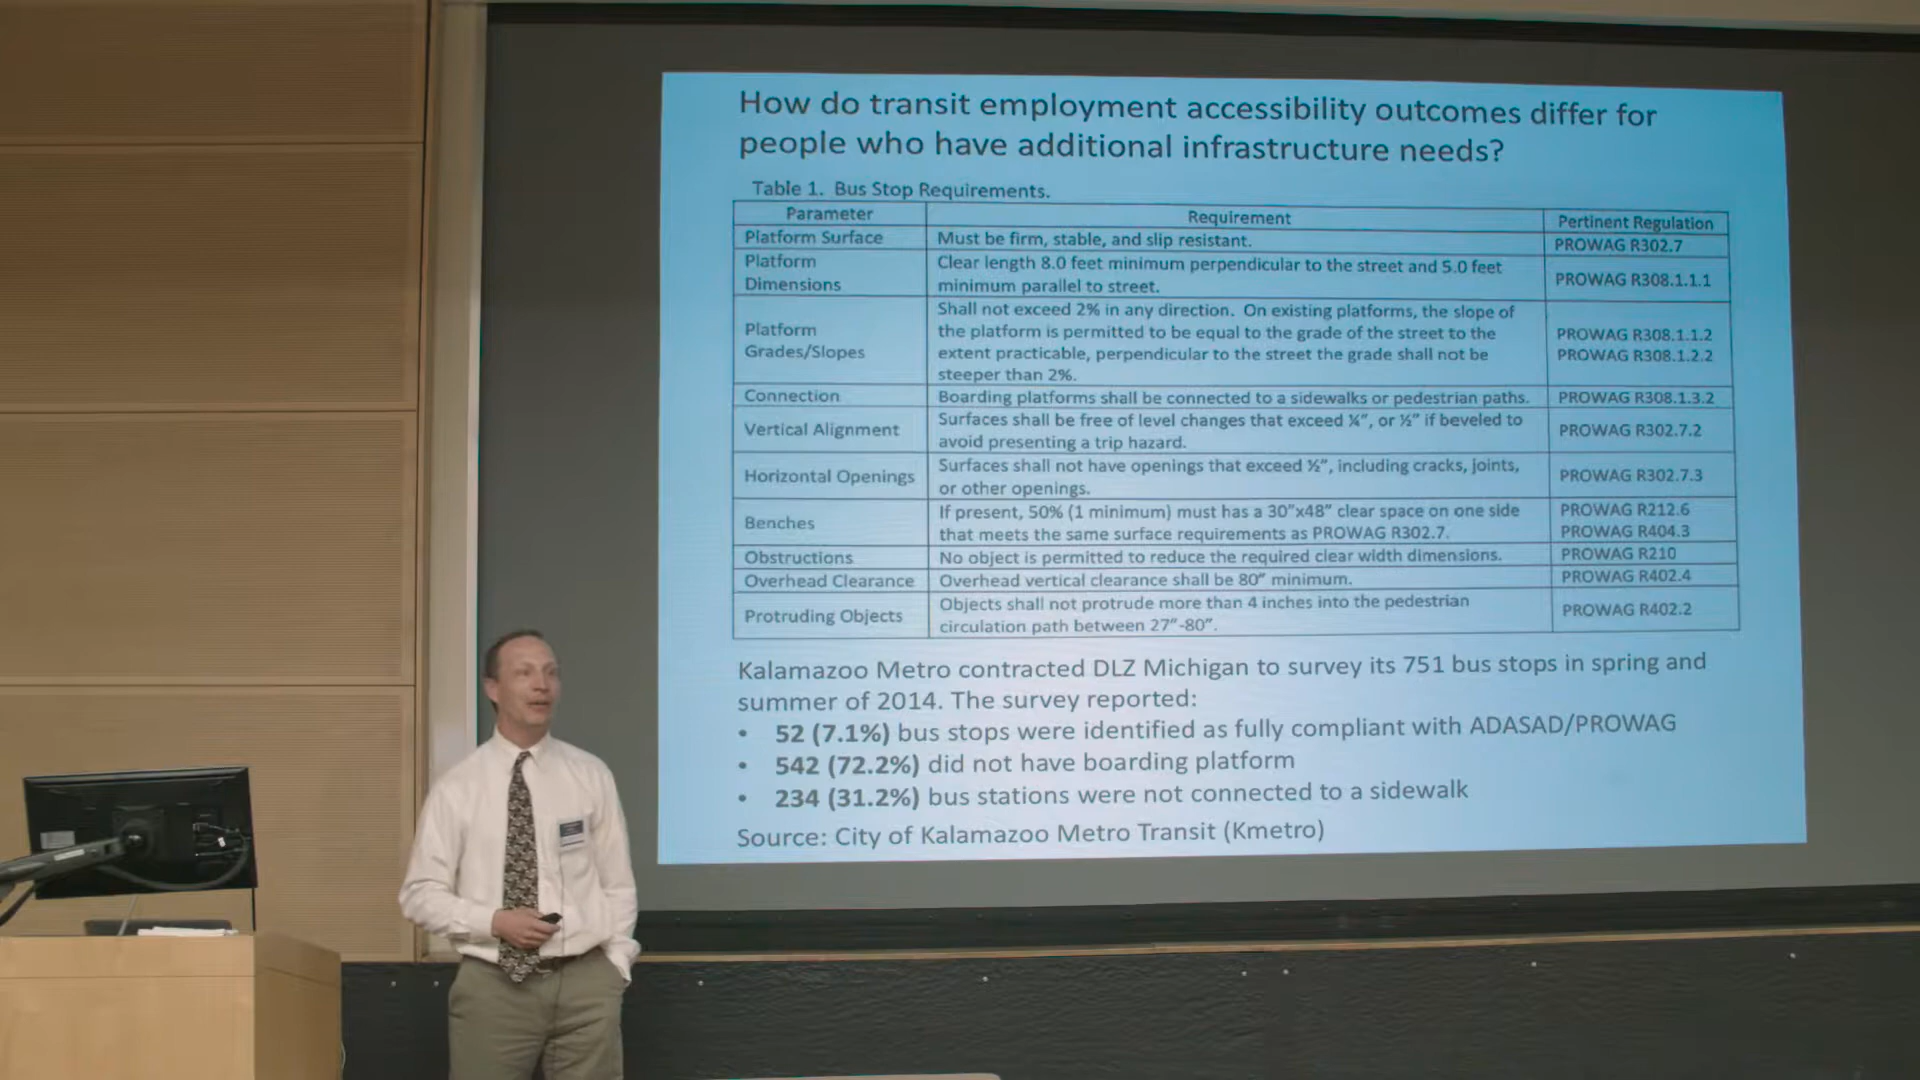 How do transit employment accessibility outcomes differ for
people who have additional infrastructure needs?
Table 1. Bus Stop Requirements.
Parameter Requirement Pertinent Regulation
Platform Surface Must be firm, stable, and slip resistant. PROWAG R302.7
Platform Dimensions Clear length 8.0 feet minimum perpendicular to the street and 5.0 feet
minimum parallel to street. PROWAG R308.1.1.1
Platform Grades/Slopes Shall not exceed 2% in any direction. On existing platforms, the slope of
the platform is permitted to be equal to the grade of the street to the
extent practicable, perpendicular to the street the grade shall not be
steeper than 2%. PROWAG R308.1.1.2
PROWAG R308.1.2.2
Connection Boarding platforms shall be connected to a sidewalks or pedestrian paths. PROWAG R308.1.3.2
Vertical Alignment Surfaces shall be free of level changes that exceed ¼”, or ½” if beveled to
avoid presenting a trip hazard. PROWAG R302.7.2
Horizontal Openings Surfaces shall not have openings that exceed ½”, including cracks, joints,
or other openings. PROWAG R302.7.3
Benches If present, 50% (1 minimum) must has a 30”x48” clear space on one side
that meets the same surface requirements as PROWAG R302.7. PROWAG R212.6
PROWAG R404.3
Obstructions No object is permitted to reduce the required clear width dimensions. PROWAG R210
Overhead Clearance Overhead vertical clearance shall be 80” minimum. PROWAG R402.4
Protruding Objects Objects shall not protrude more than 4 inches into the pedestrian
circulation path between 27”-80”. PROWAG R402.2
Kalamazoo Metro contracted DLZ Michigan to survey its 751 bus stops in spring and
summer of 2014. The survey reported:
• 52 (7.1%) bus stops were identified as fully compliant with ADASAD/PROWAG
• 542 (72.2%) did not have boarding platform
• 234 (31.2%) bus stations were not connected to a sidewalk
Source: City of Kalamazoo Metro Transit (Kmetro)